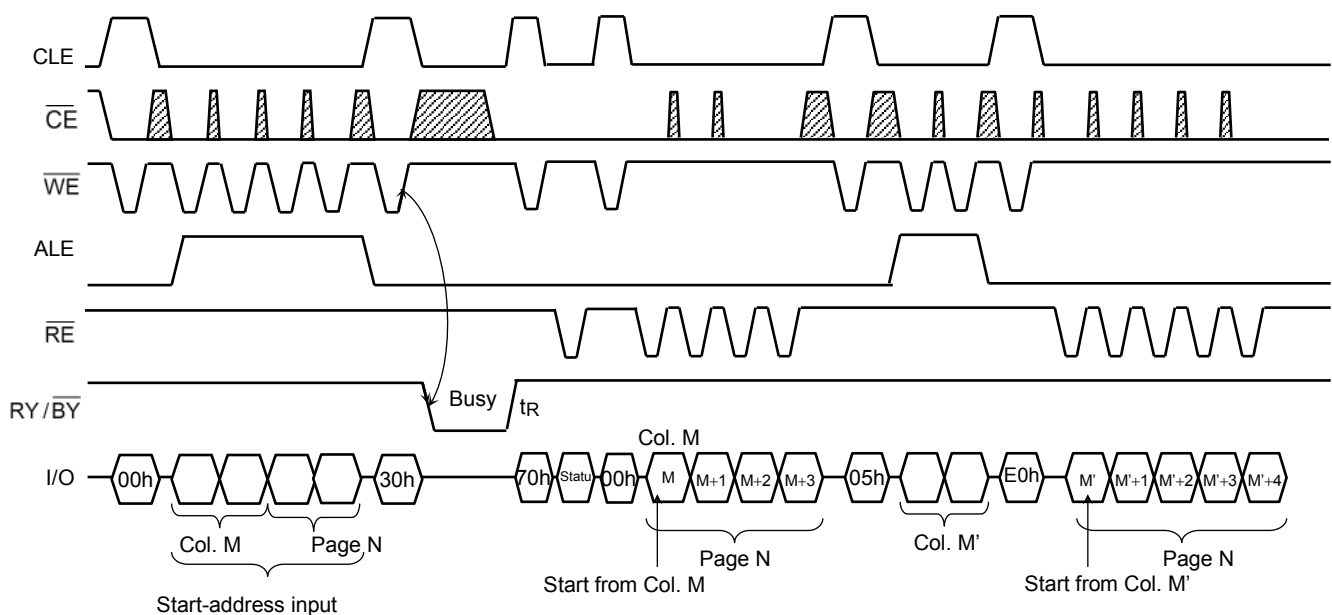 CLE
CE
WE
ALE
RE
RY / BY
Busy
tR
Col. M
I/O
00h
30h
70h
Statu
00h
M
M+1
M+2
M+3
05h
E0h
M'
M'+1
M'+2
M'+3
M'+4
Col. M
Page N
Page N
Col. M'
Page N
Start from Col. M
Start from Col. M'
Start-address input